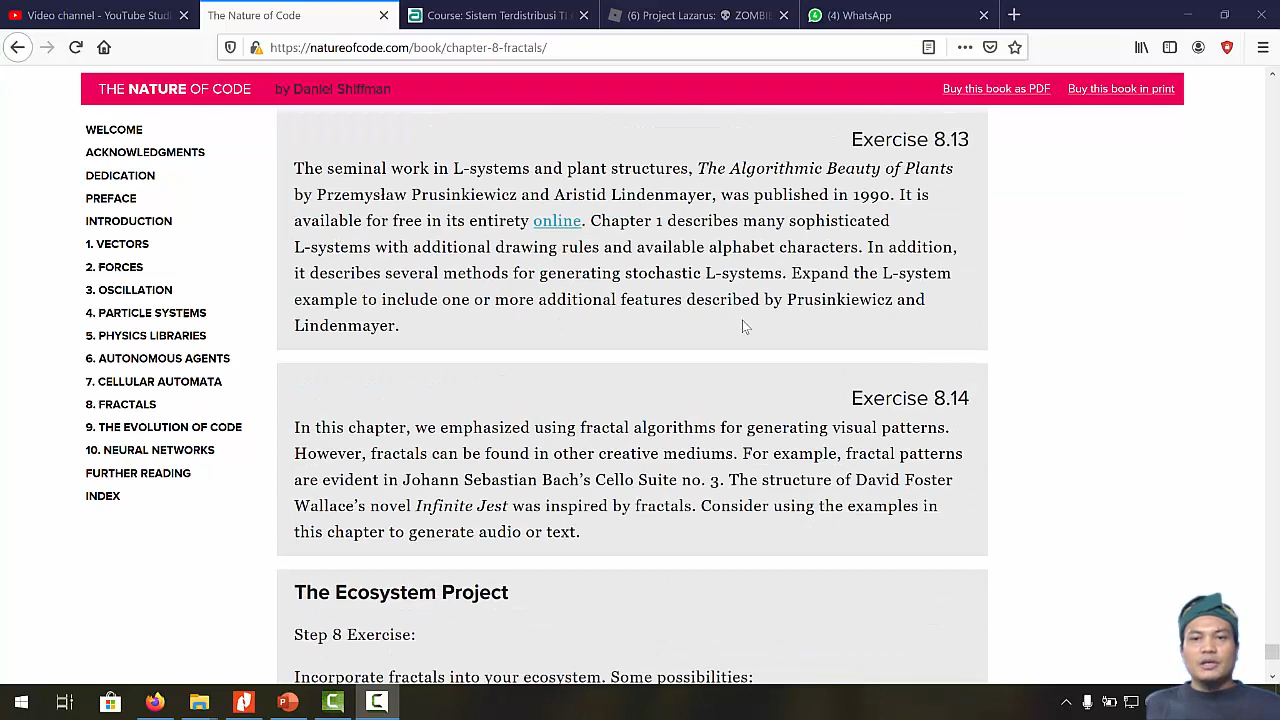 Video channel - YouTube Studi
The Nature of Code
Course: Sistem Terdistribusi TI
(6) Project Lazarus: 💀 ZOMBIE
(4) WhatsApp
https://natureofcode.com/book/chapter-8-fractals/
THE NATURE OF CODE
by Daniel Shiffman
Buy this book as PDF
Buy this book in print
WELCOME
ACKNOWLEDGMENTS
DEDICATION
PREFACE
INTRODUCTION
1. VECTORS
2. FORCES
3. OSCILLATION
4. PARTICLE SYSTEMS
5. PHYSICS LIBRARIES
6. AUTONOMOUS AGENTS
7. CELLULAR AUTOMATA
8. FRACTALS
9. THE EVOLUTION OF CODE
10. NEURAL NETWORKS
FURTHER READING
INDEX
Exercise 8.13
The seminal work in L-systems and plant structures, The Algorithmic Beauty of Plants
by Przemysław Prusinkiewicz and Aristid Lindenmayer, was published in 1990. It is
available for free in its entirety online. Chapter 1 describes many sophisticated
L-systems with additional drawing rules and available alphabet characters. In addition,
it describes several methods for generating stochastic L-systems. Expand the L-system
example to include one or more additional features described by Prusinkiewicz and
Lindenmayer.
Exercise 8.14
In this chapter, we emphasized using fractal algorithms for generating visual patterns.
However, fractals can be found in other creative mediums. For example, fractal patterns
are evident in Johann Sebastian Bach's Cello Suite no. 3. The structure of David Foster
Wallace's novel Infinite Jest was inspired by fractals. Consider using the examples in
this chapter to generate audio or text.
The Ecosystem Project
Step 8 Exercise:
Incorporate fractals into your ecosystem. Some possibilities: